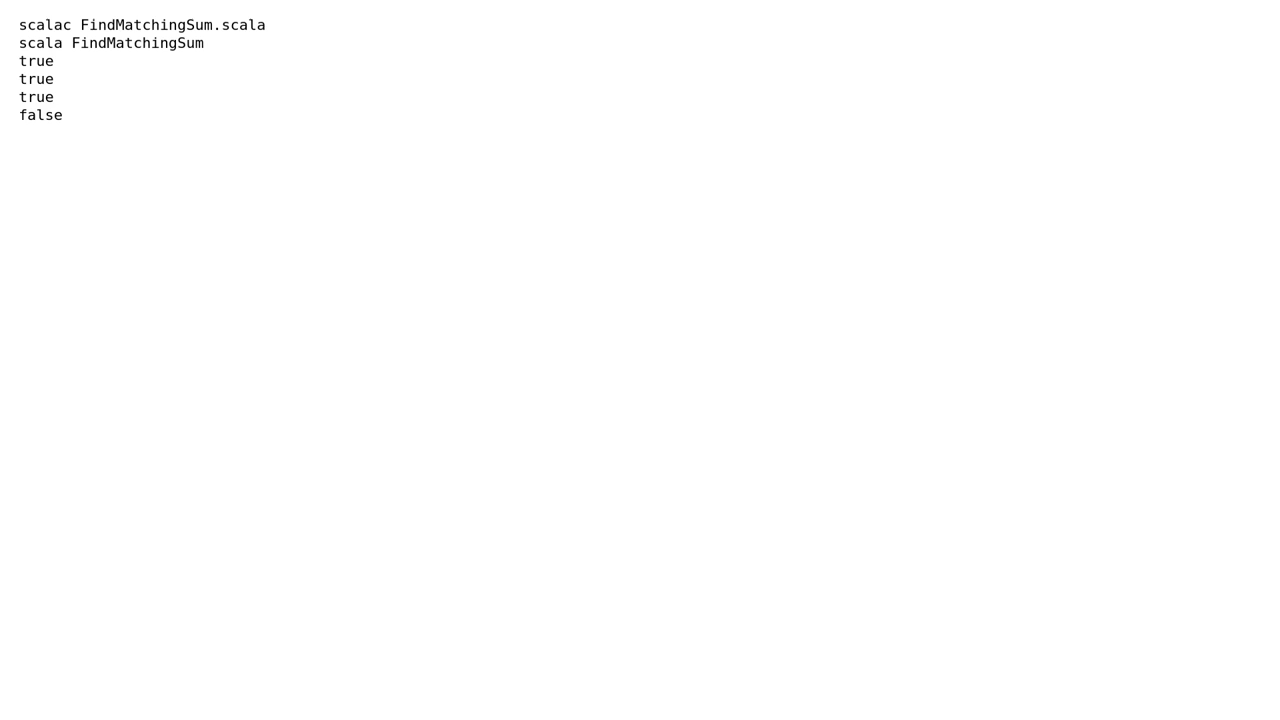 scalac FindMatchingSum.scala
scala FindMatchingSum
true
true
true
false